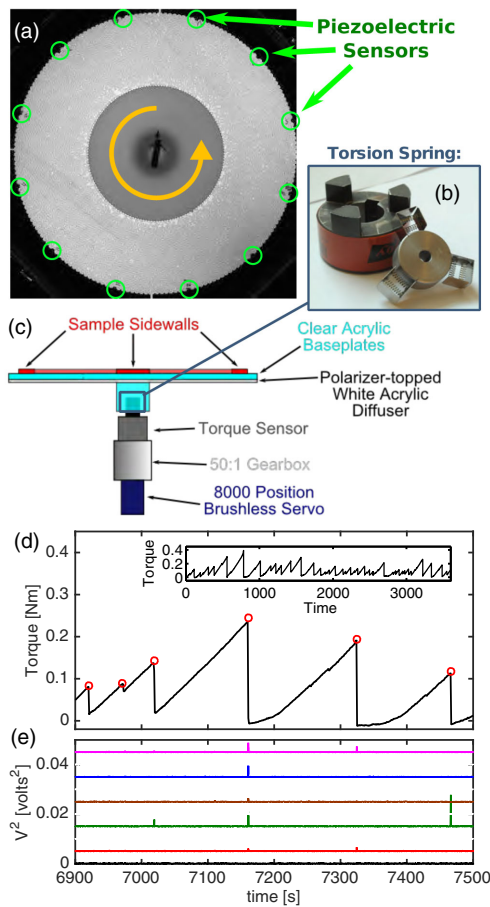 (a)
Piezoelectric
Sensors
Torsion Spring:
(b)
(c)
Sample Sidewalls
Clear Acrylic
Baseplates
Polarizer-topped
White Acrylic
Diffuser
Torque Sensor
50:1 Gearbox
8000 Position
Brushless Servo
(d)
0.4
0.3
0.2
0.1
0
Torque [Nm]
Torque
0.4
0.2
0
0 1000 2000 3000
Time
(e)
0.04
0.02
0
V² [volts²]
6900 7000 7100 7200 7300 7400 7500
time [s]